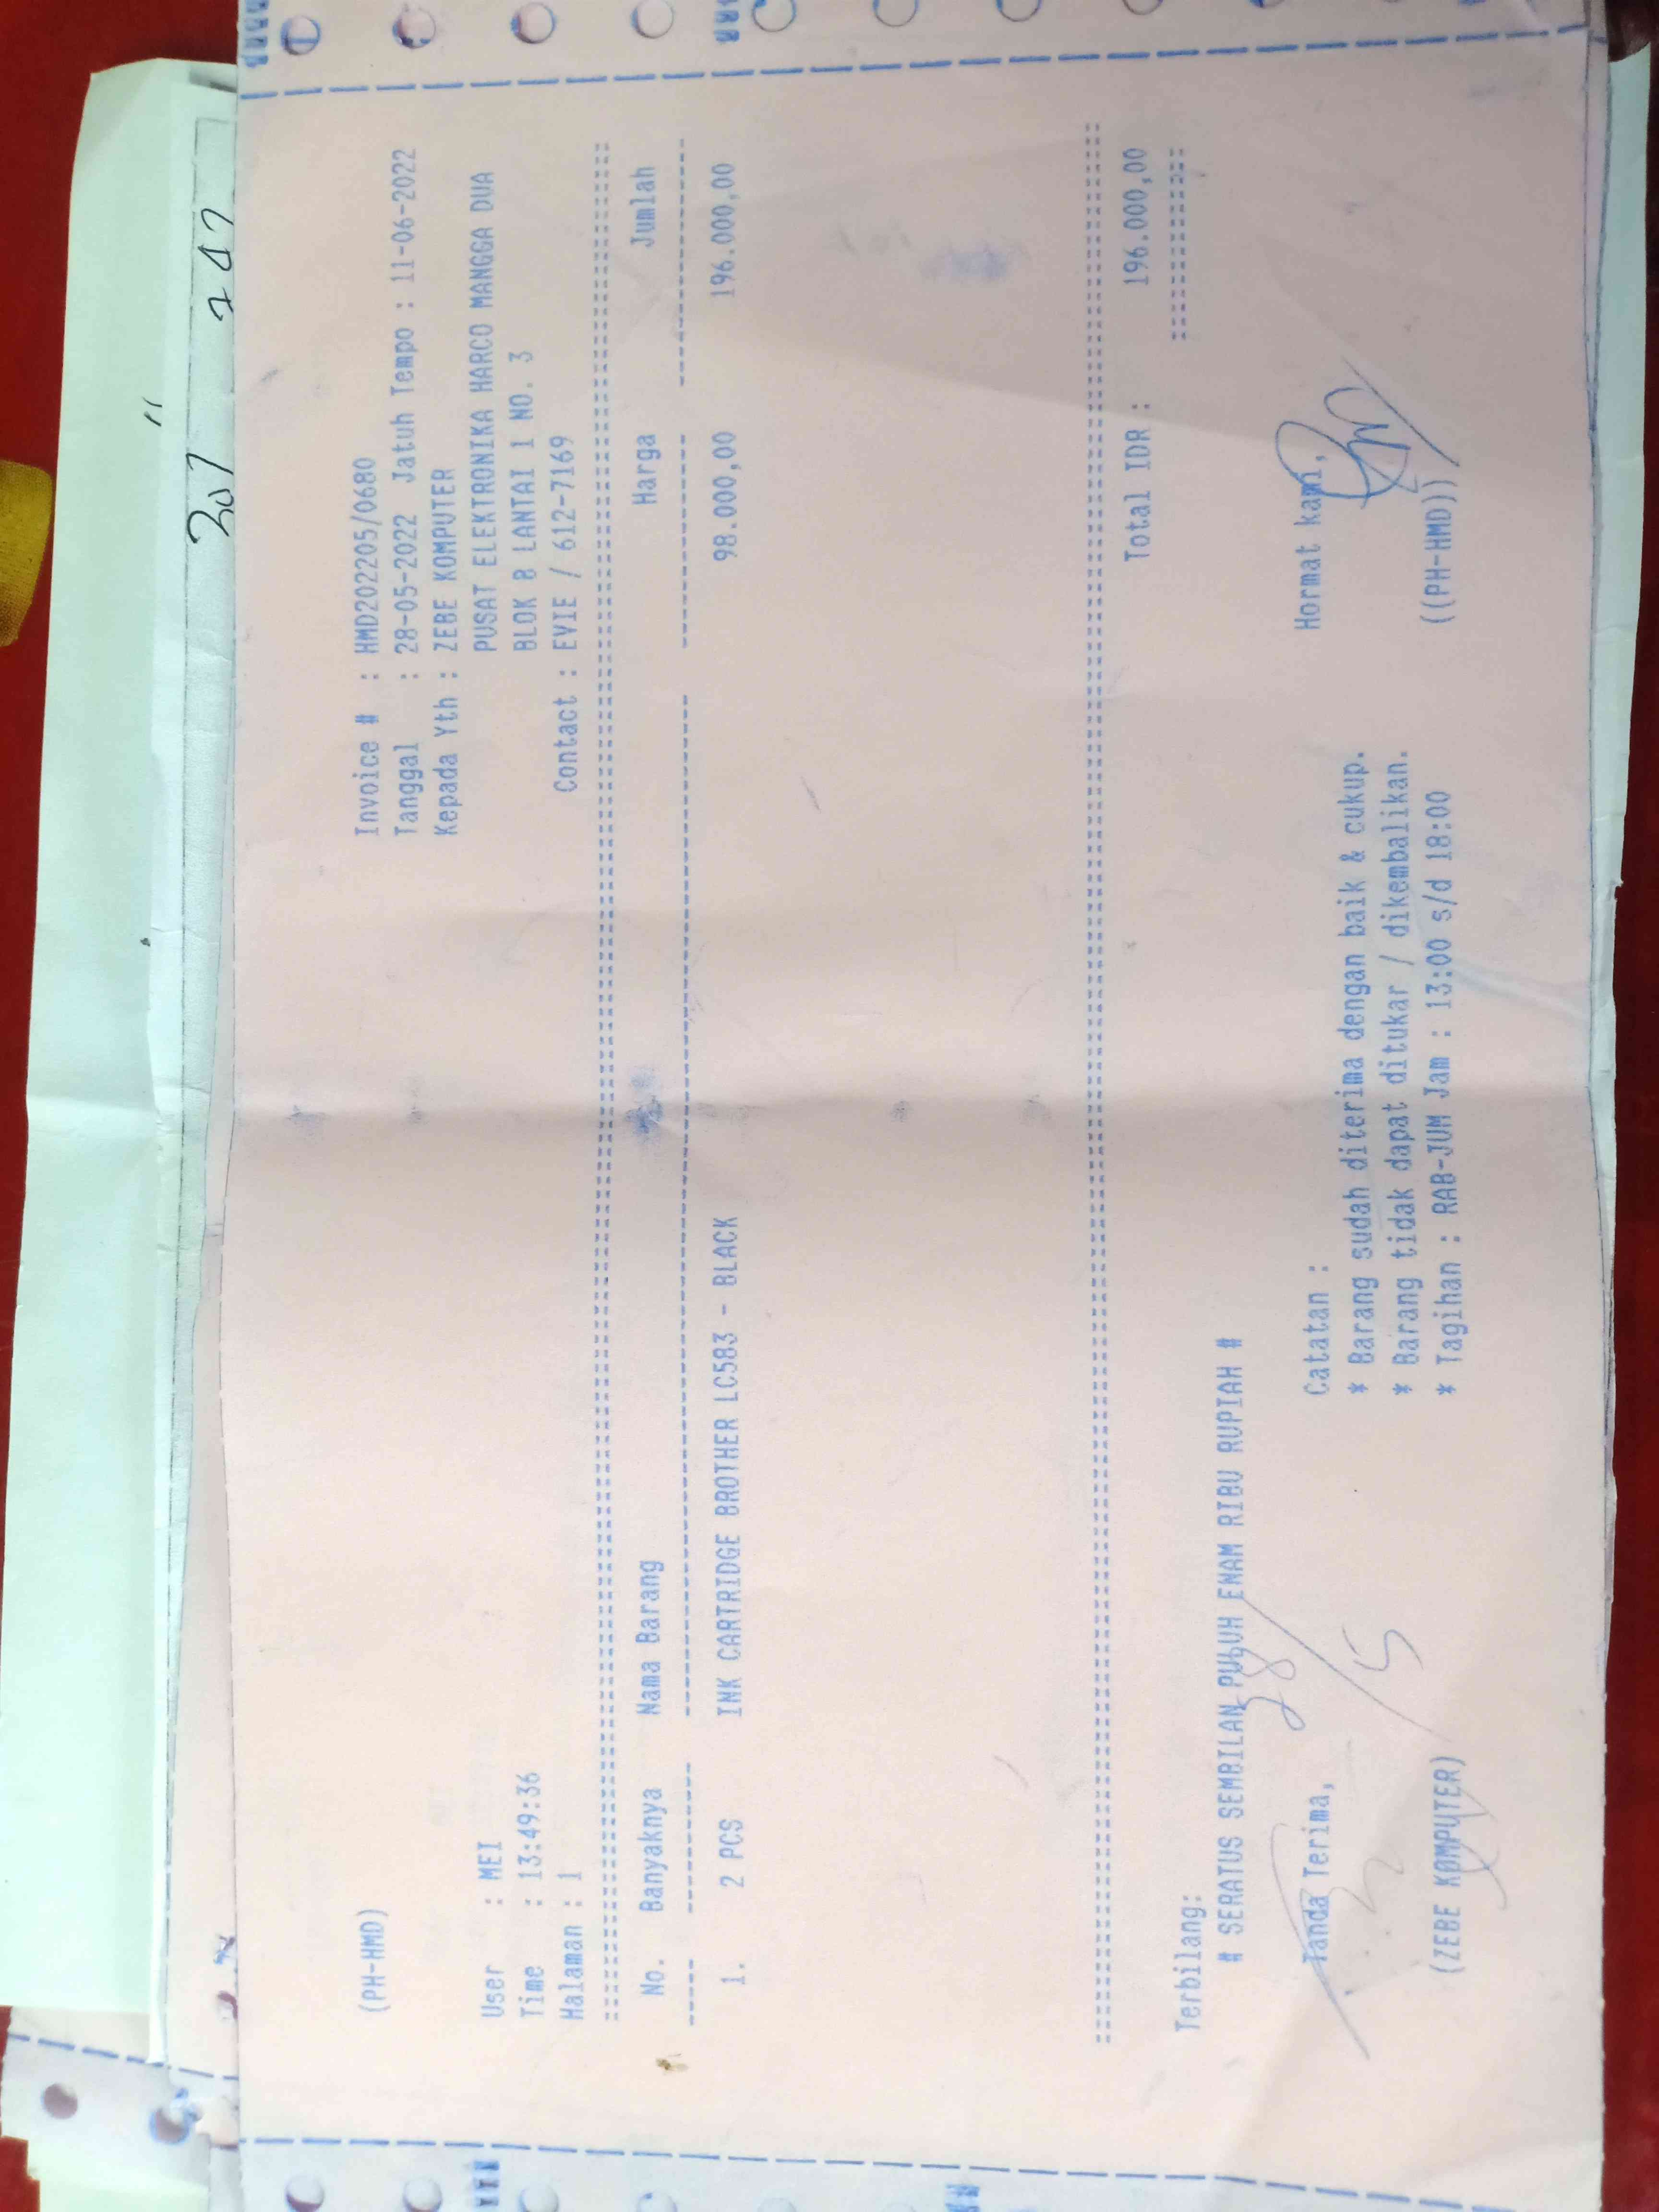 (PH-HMD)
Invoice # : HMD202205/0680
Tanggal : 28-05-2022 Jatuh Tempo : 11-06-2022
Kepada Yth : ZEBE KOMPUTER
User : MEI
PUSAT ELEKTRONIKA HARCO MANGGA DUA
Time : 13:49:36
BLOK B LANTAI 1 NO. 3
Halaman : 1
Contact : EVIE / 612-7169
No. Banyaknya Nama Barang Harga Jumlah
1. 2 PCS INK CARTRIDGE BROTHER LC583 - BLACK 98.000,00 196.000,00
Total IDR : 196.000,00
Terbilang:
# SERATUS SEMBILAN PULUH ENAM RIBU RUPIAH #
28/5
Tanda Terima,
Catatan :
Hormat kami,
* Barang sudah diterima dengan baik & cukup.
* Barang tidak dapat ditukar / dikembalikan.
(ZEBE KOMPUTER)
* Tagihan : RAB-JUM Jam : 13:00 s/d 18:00
((PH-HMD))